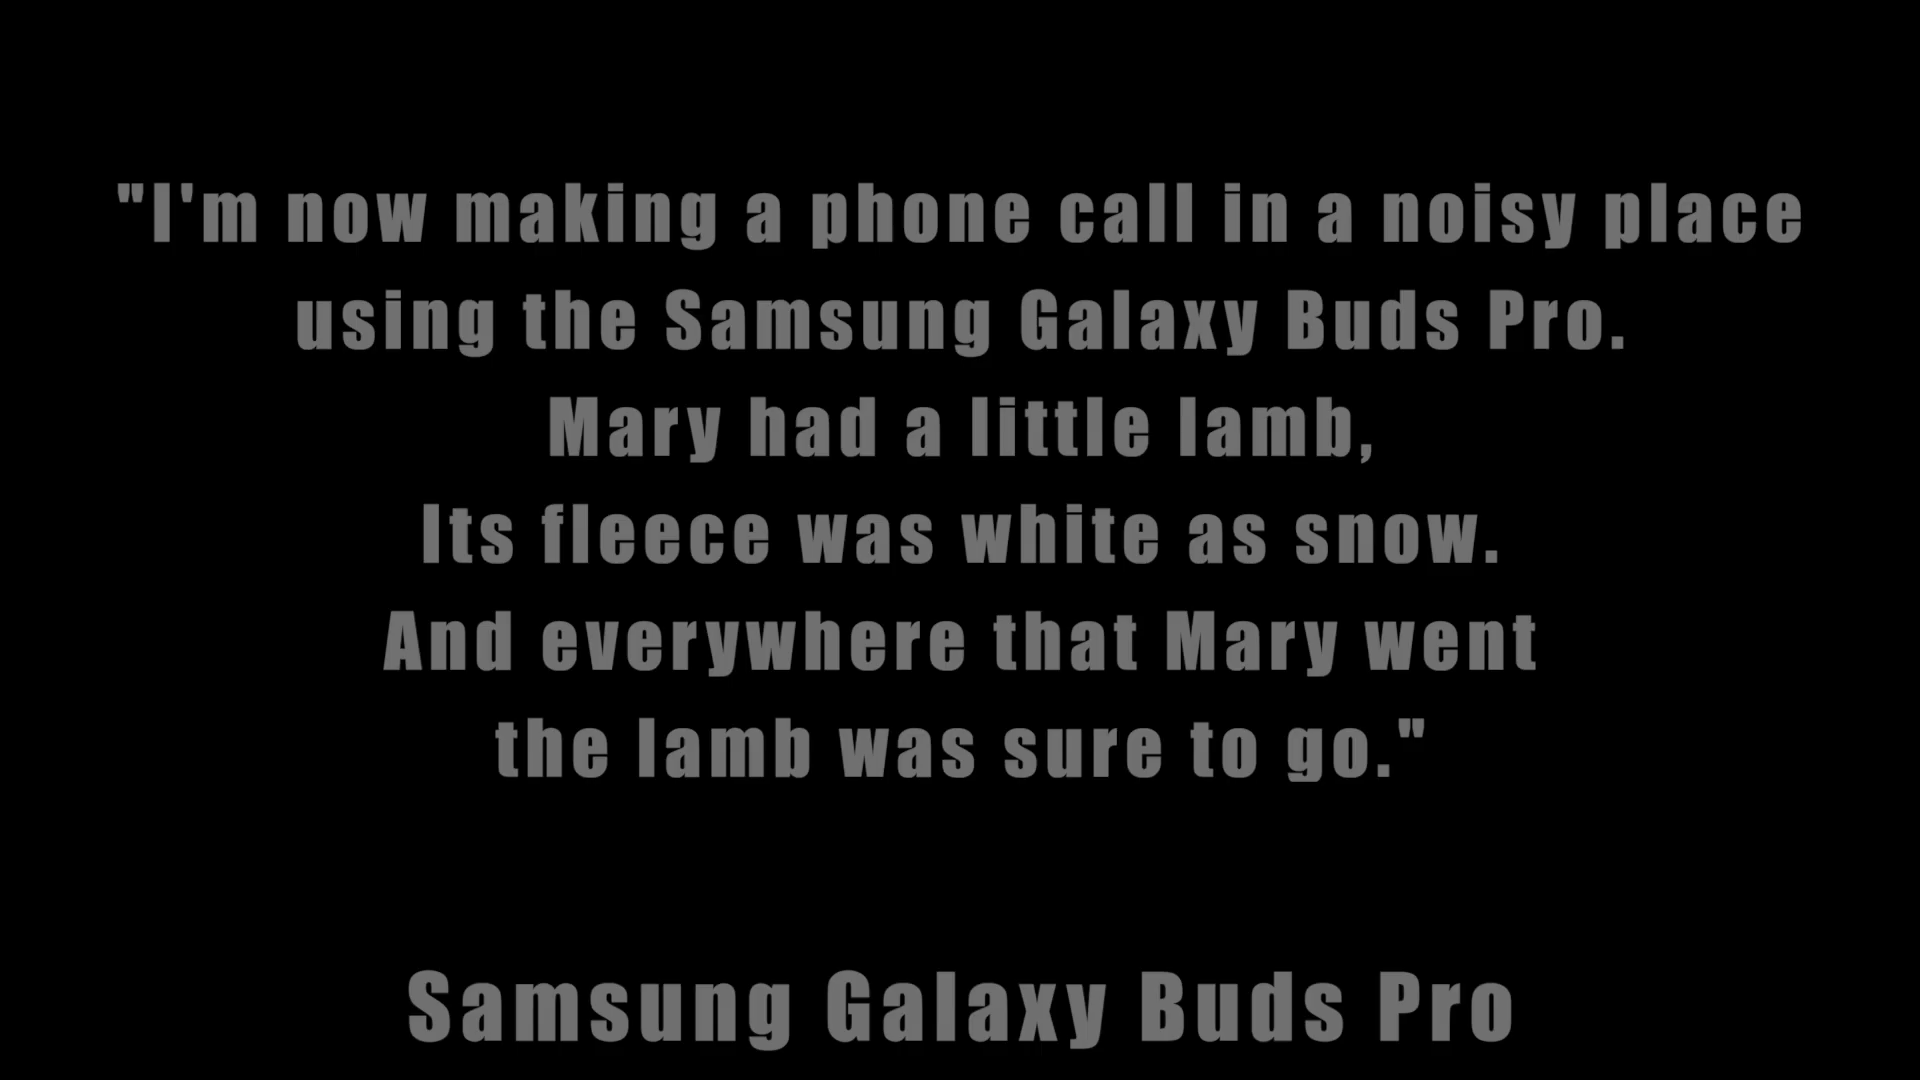 "I'm now making a phone call in a noisy place
using the Samsung Galaxy Buds Pro.
Mary had a little lamb,
Its fleece was white as snow.
And everywhere that Mary went
the lamb was sure to go."
Samsung Galaxy Buds Pro